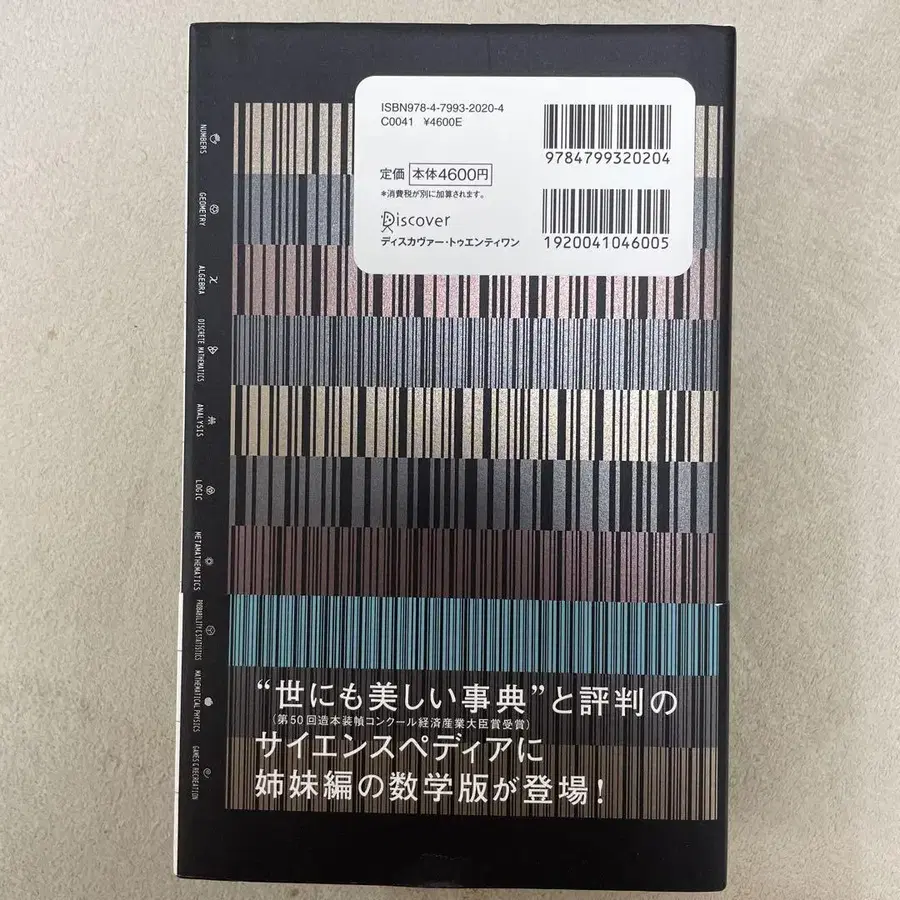 ISBN978-4-7993-2020-4
C0041 ¥4600E
9784799320204
定価 本体4600円
*消費税が別に加算されます。
Discover
ディスカヴァー・トゥエンティワン
1920041046005
NUMBERS
GEOMETRY
ALGEBRA
DISCRETE MATHEMATICS
ANALYSIS
LOGIC
METAMATHEMATICS
PROBABILITY & STATISTICS
MATHEMATICAL PHYSICS
GAMES & RECREATION
“世にも美しい事典”と評判の
(第50回造本装幀コンクール経済産業大臣賞受賞)
サイエンスペディアに
姉妹編の数学版が登場!